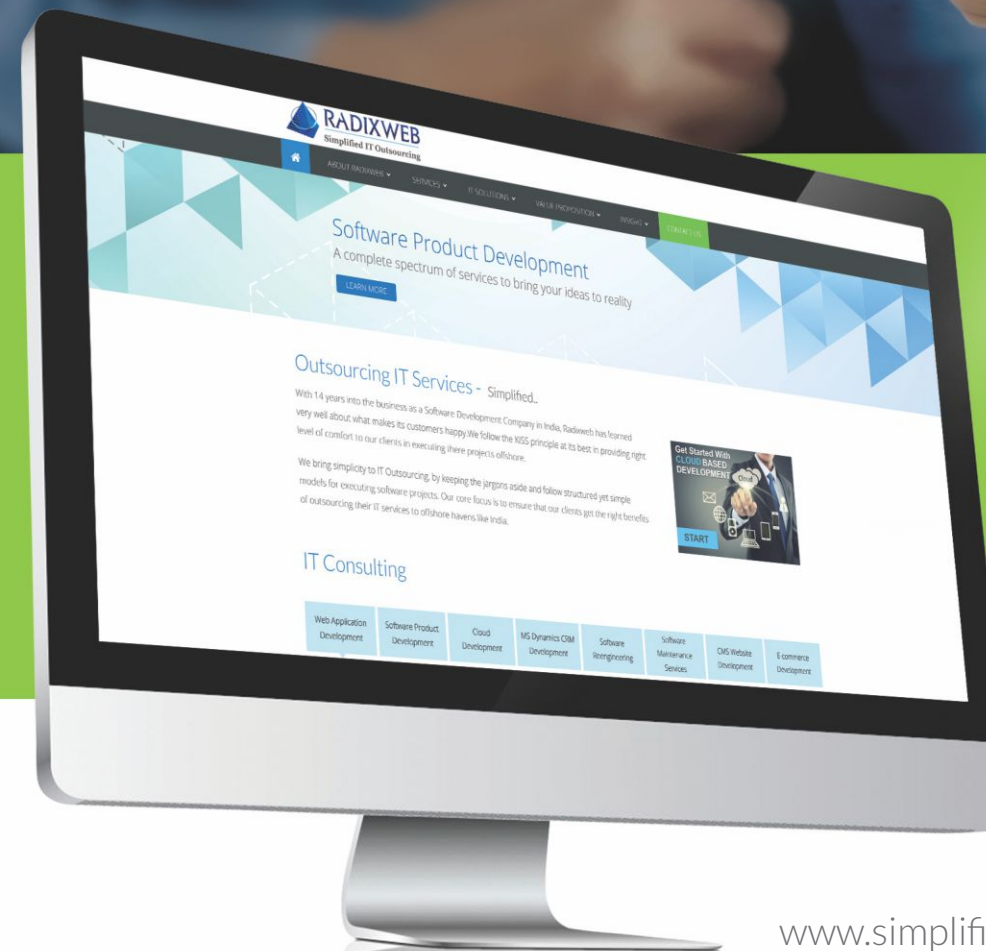 RADIXWEB
Simplified IT Outsourcing
ABOUT RADIXWEB SERVICES IT SOLUTIONS VALUE PROPOSITION INSIGHT CONTACT US
Software Product Development
A complete spectrum of services to bring your ideas to reality
LEARN MORE
Outsourcing IT Services - Simplified..
With 14 years into the business as a Software Development Company in India, Radixweb has learned
very well about what makes its customers happy.We follow the KISS principle at its best in providing right
level of comfort to our clients in executing there projects offshore.
We bring simplicity to IT Outsourcing, by keeping the jargons aside and follow structured yet simple
models for executing software projects. Our core focus is to ensure that our clients get the right benefits
of outsourcing their IT services to offshore havens like India.
Get Started With
CLOUD BASED
DEVELOPMENT
Cloud
START
IT Consulting
Web Application
Development
Software Product
Development
Cloud
Development
MS Dynamics CRM
Development
Software
Reengineering
Software
Maintenance
Services
CMS Website
Development
E-commerce
Development
www.simplifi